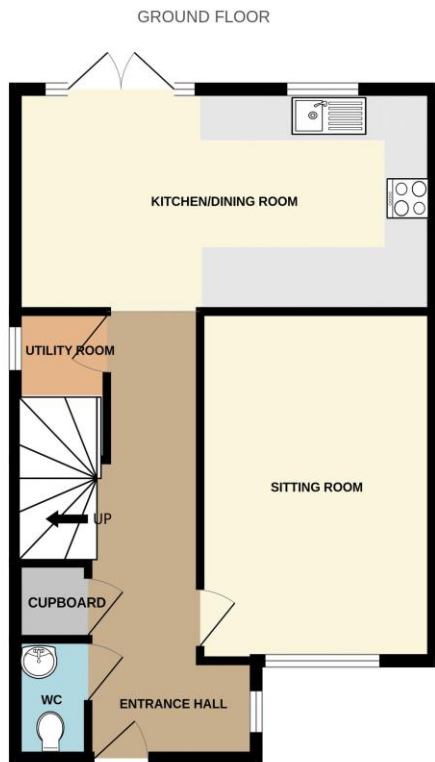 GROUND FLOOR
KITCHEN/DINING ROOM
UTILITY ROOM
SITTING ROOM
UP
CUPBOARD
WC
ENTRANCE HALL